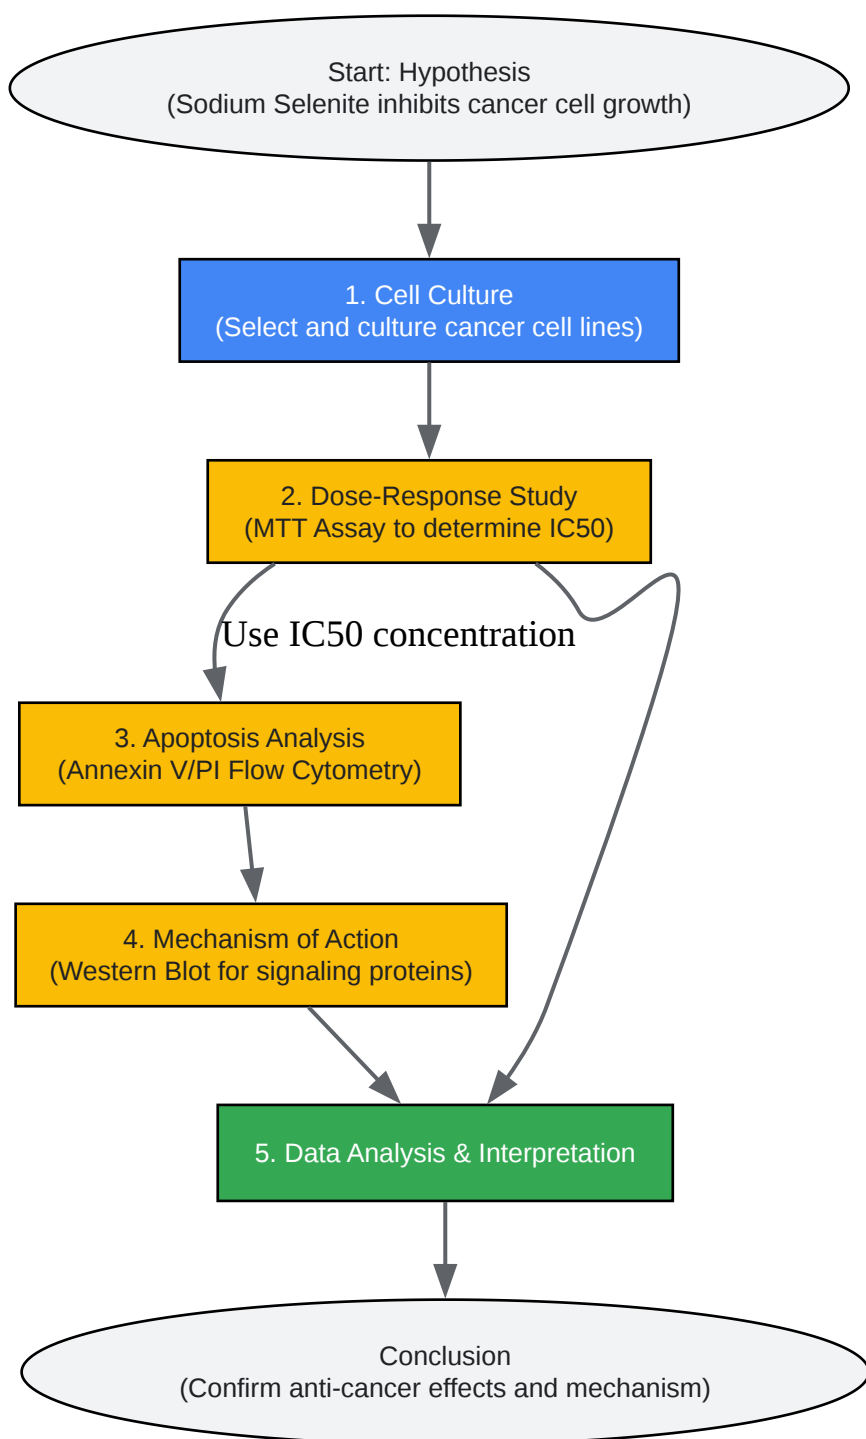 Start: Hypothesis
(Sodium Selenite inhibits cancer cell growth)
1. Cell Culture
(Select and culture cancer cell lines)
2. Dose-Response Study
(MTT Assay to determine IC50)
Use IC50 concentration
3. Apoptosis Analysis
(Annexin V/PI Flow Cytometry)
4. Mechanism of Action
(Western Blot for signaling proteins)
5. Data Analysis & Interpretation
Conclusion
(Confirm anti-cancer effects and mechanism)